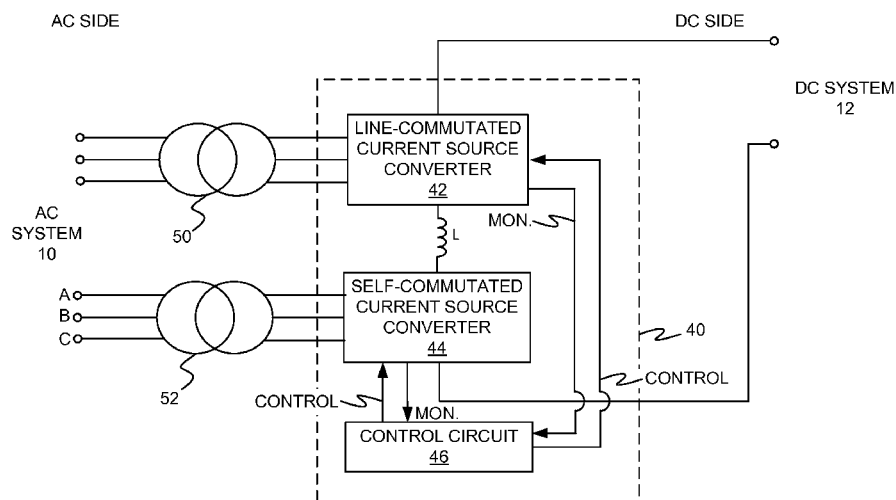 AC SIDE
DC SIDE
DC SYSTEM
12
LINE-COMMUTATED
CURRENT SOURCE
CONVERTER
42
MON.
AC
SYSTEM
10
50
L
SELF-COMMUTATED
CURRENT SOURCE
CONVERTER
44
A
B
C
40
52
CONTROL
MON.
CONTROL
CONTROL CIRCUIT
46